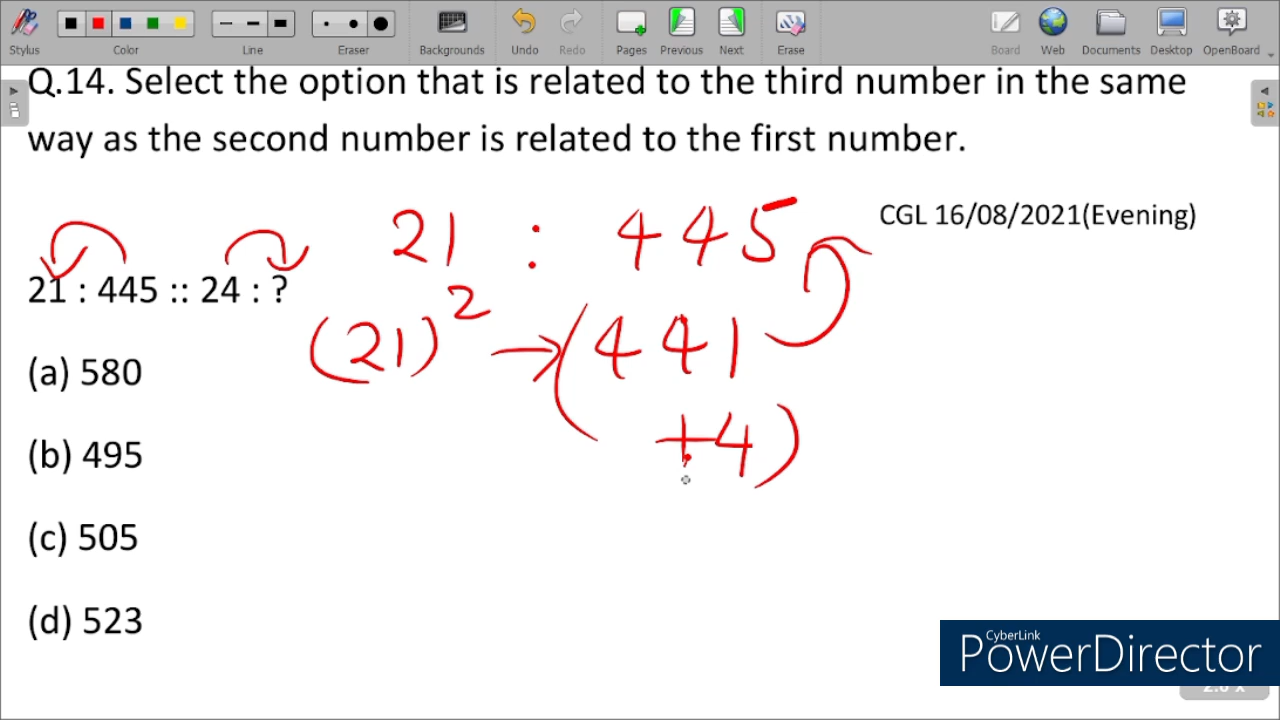 Stylus Color Line Eraser Backgrounds Undo Redo Pages Previous Next Erase Board Web Documents Desktop OpenBoard
Q.14. Select the option that is related to the third number in the same
way as the second number is related to the first number.
CGL 16/08/2021(Evening)
21 : 445
21 : 445 :: 24 : ?
(21)² → (441
+4)
(a) 580
(b) 495
(c) 505
(d) 523
CyberLink
PowerDirector
2.0 x